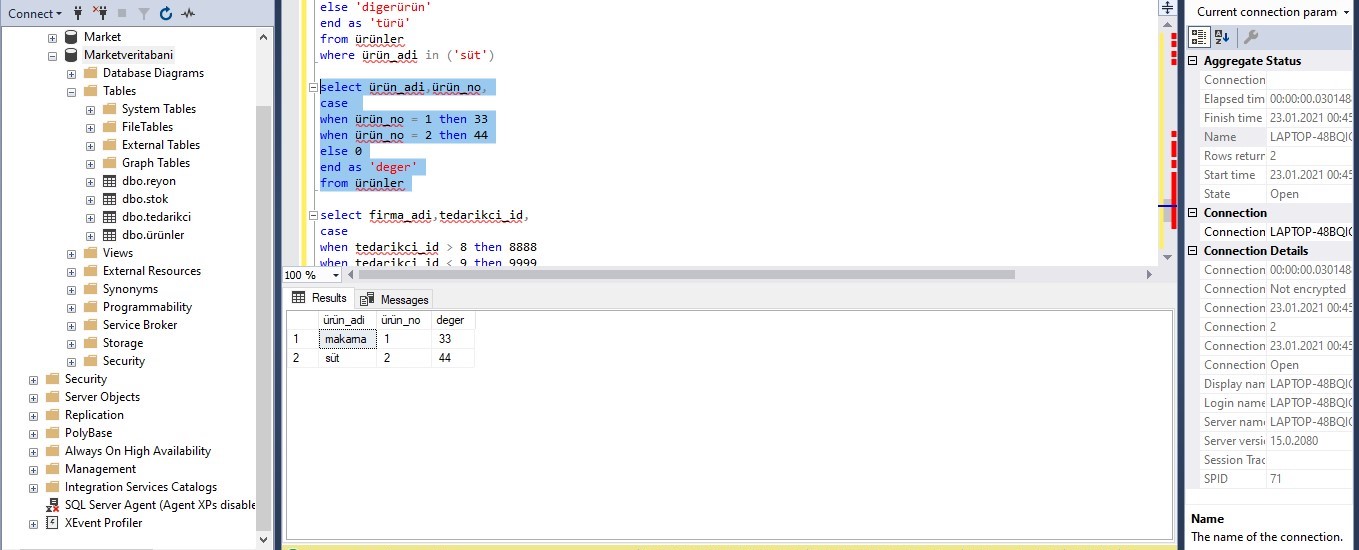 Connect
Market
Marketveritabani
Database Diagrams
Tables
System Tables
FileTables
External Tables
Graph Tables
dbo.reyon
dbo.stok
dbo.tedarikci
dbo.ürünler
Views
External Resources
Synonyms
Programmability
Service Broker
Storage
Security
Security
Server Objects
Replication
PolyBase
Always On High Availability
Management
Integration Services Catalogs
SQL Server Agent (Agent XPs disable
XEvent Profiler
else 'digerürün'
end as 'türü'
from ürünler
where ürün_adi in ('süt')
select ürün_adi,ürün_no,
case
when ürün_no = 1 then 33
when ürün_no = 2 then 44
else 0
end as 'deger'
from ürünler
select firma_adi,tedarikci_id,
case
when tedarikci_id > 8 then 8888
when tedarikci_id < 9 then 9999
100 %
Results Messages
ürün_adi ürün_no deger
1 makarna 1 33
2 süt 2 44
Current connection param
Aggregate Status
Connection
Elapsed tim 00:00:00.030148
Finish time 23.01.2021 00:45
Name LAPTOP-48BQIC
Rows returr 2
Start time 23.01.2021 00:45
State Open
Connection
Connection LAPTOP-48BQIC
Connection Details
Connection 00:00:00.030148
Connection Not encrypted
Connection 23.01.2021 00:45
Connection 2
Connection 23.01.2021 00:45
Connection Open
Display nam LAPTOP-48BQIC
Login name LAPTOP-48BQIC
Server nam LAPTOP-48BQIC
Server versi 15.0.2080
Session Trac
SPID 71
Name
The name of the connection.